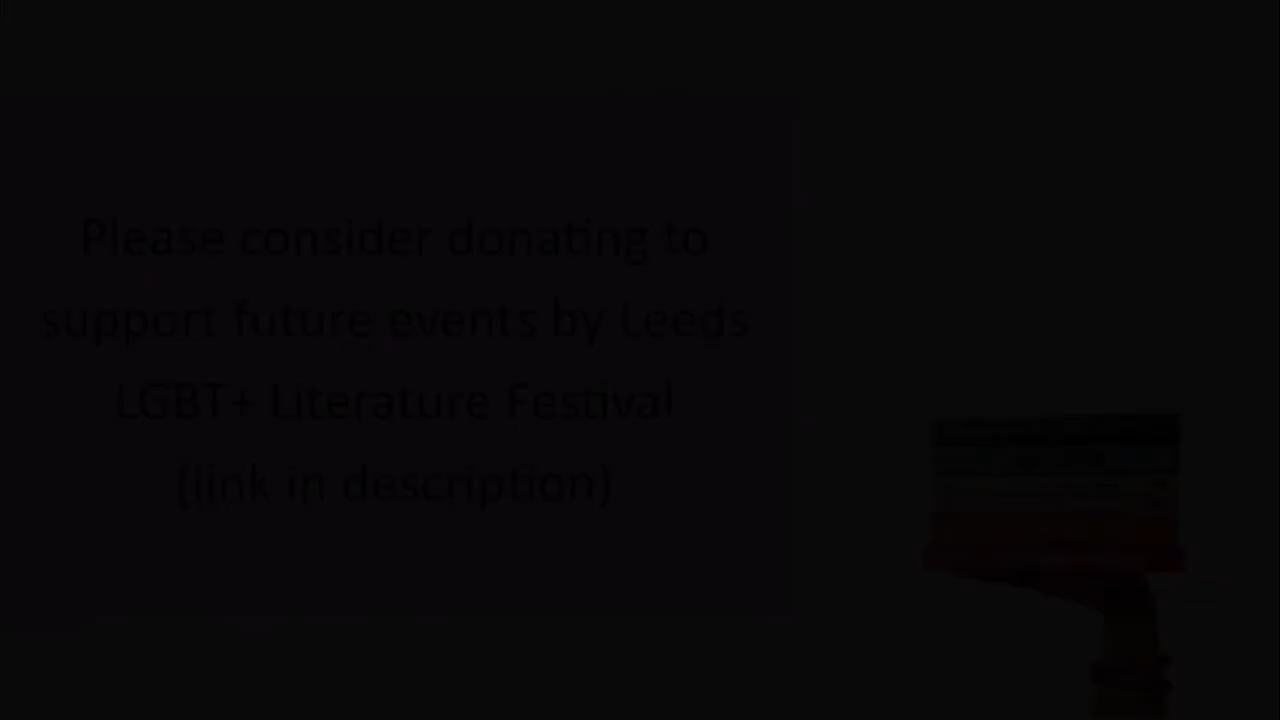 Please consider donating to
support future events by Leeds
LGBT+ Literature Festival
(link in description)